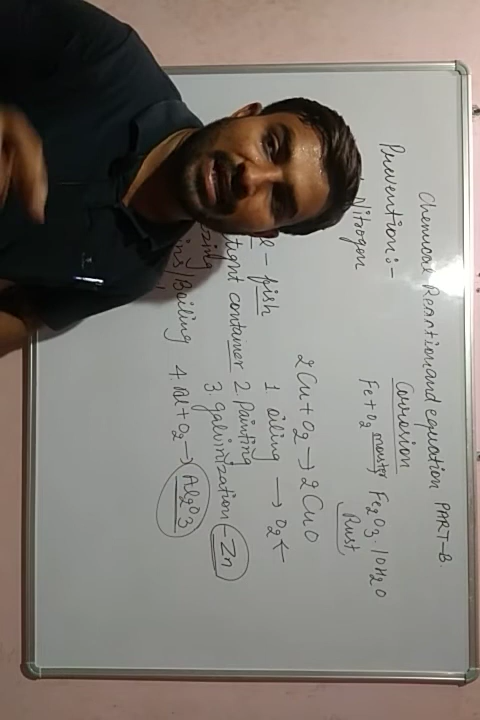 Chemical Reaction and equation PART-B.
Prevention:-
Nitrogen
- fish
tight container
/Boiling
Corrosion
Fe + O2 moister Fe2O3.10H2O
Rust
2Cu + O2 → 2CuO
1. oiling → O2 ←
2 Painting
3. galvinization - Zn
4. Al + O2 → Al2O3